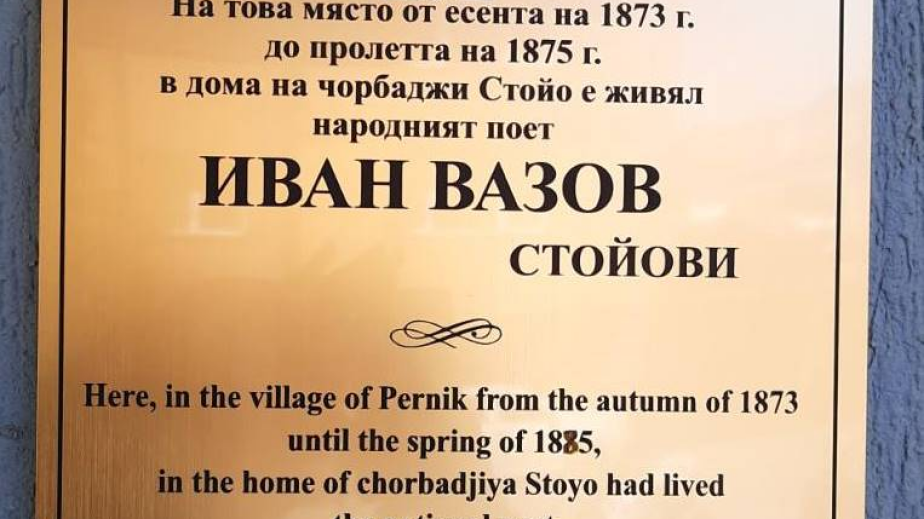 На това място от есента на 1873 г.
до пролетта на 1875 г.
в дома на чорбаджи Стойо е живял
народният поет
ИВАН ВАЗОВ
СТОЙОВИ
Here, in the village of Pernik from the autumn of 1873
until the spring of 1885,
in the home of chorbadjiya Stoyo had lived